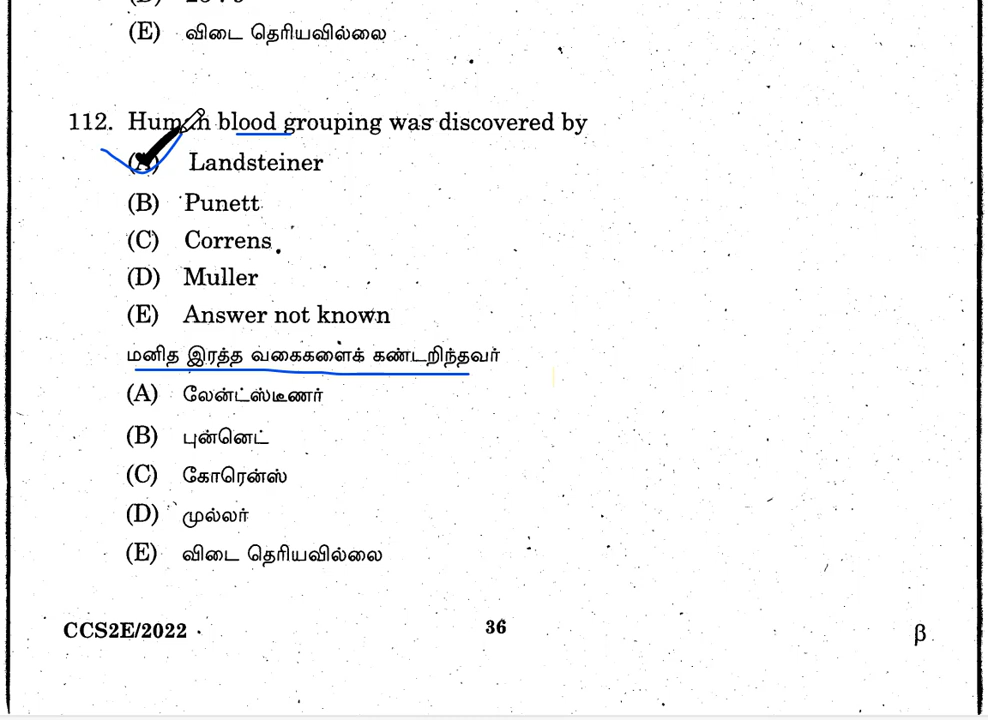 (E) விடை தெரியவில்லை
112. Human blood grouping was discovered by
(A) Landsteiner
(B) Punett
(C) Correns
(D) Muller
(E) Answer not known
மனித இரத்த வகைகளைக் கண்டறிந்தவர்
(A) லேன்ட்ஸ்டீனர்
(B) புன்னெட்
(C) கோரென்ஸ்
(D) முல்லர்
(E) விடை தெரியவில்லை
CCS2E/2022
36
β